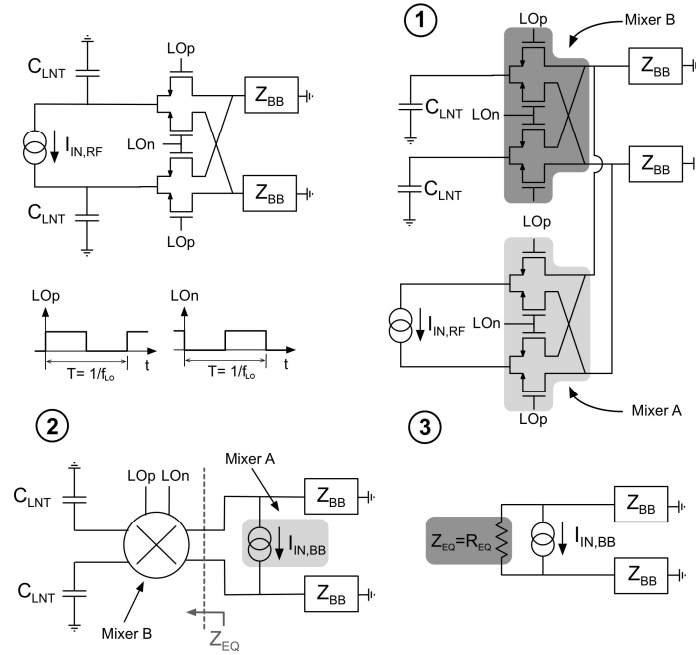 C_LNT
LOp
Z_BB
I_IN,RF
LOn
Z_BB
C_LNT
LOp
LOp
LOn
T= 1/f_Lo
t
T= 1/f_Lo
t
1
LOp
Mixer B
Z_BB
C_LNT
LOn
Z_BB
C_LNT
LOp
LOp
I_IN,RF
LOn
LOp
Mixer A
2
Mixer A
LOp LOn
Z_BB
C_LNT
I_IN,BB
C_LNT
Z_BB
Mixer B
Z_EQ
3
Z_BB
Z_EQ=R_EQ
I_IN,BB
Z_BB